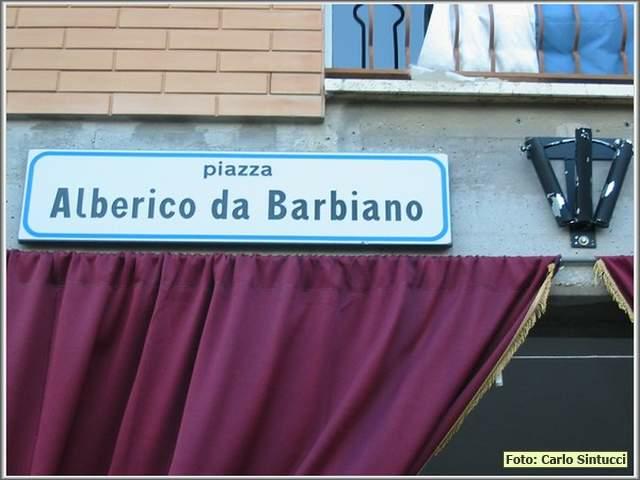 piazza
Alberico da Barbiano
Foto: Carlo Sintucci